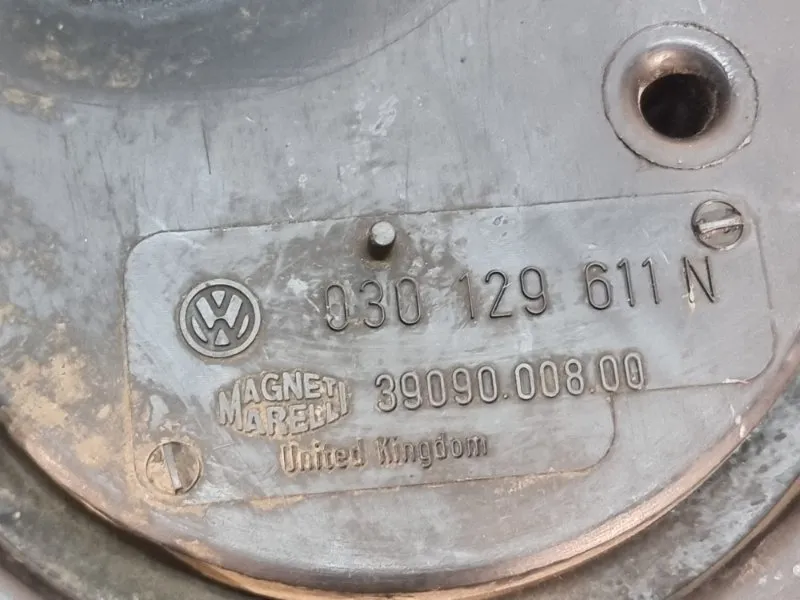 030 129 611 N
MAGNETI MARELLI 39090.008.00
United Kingdom